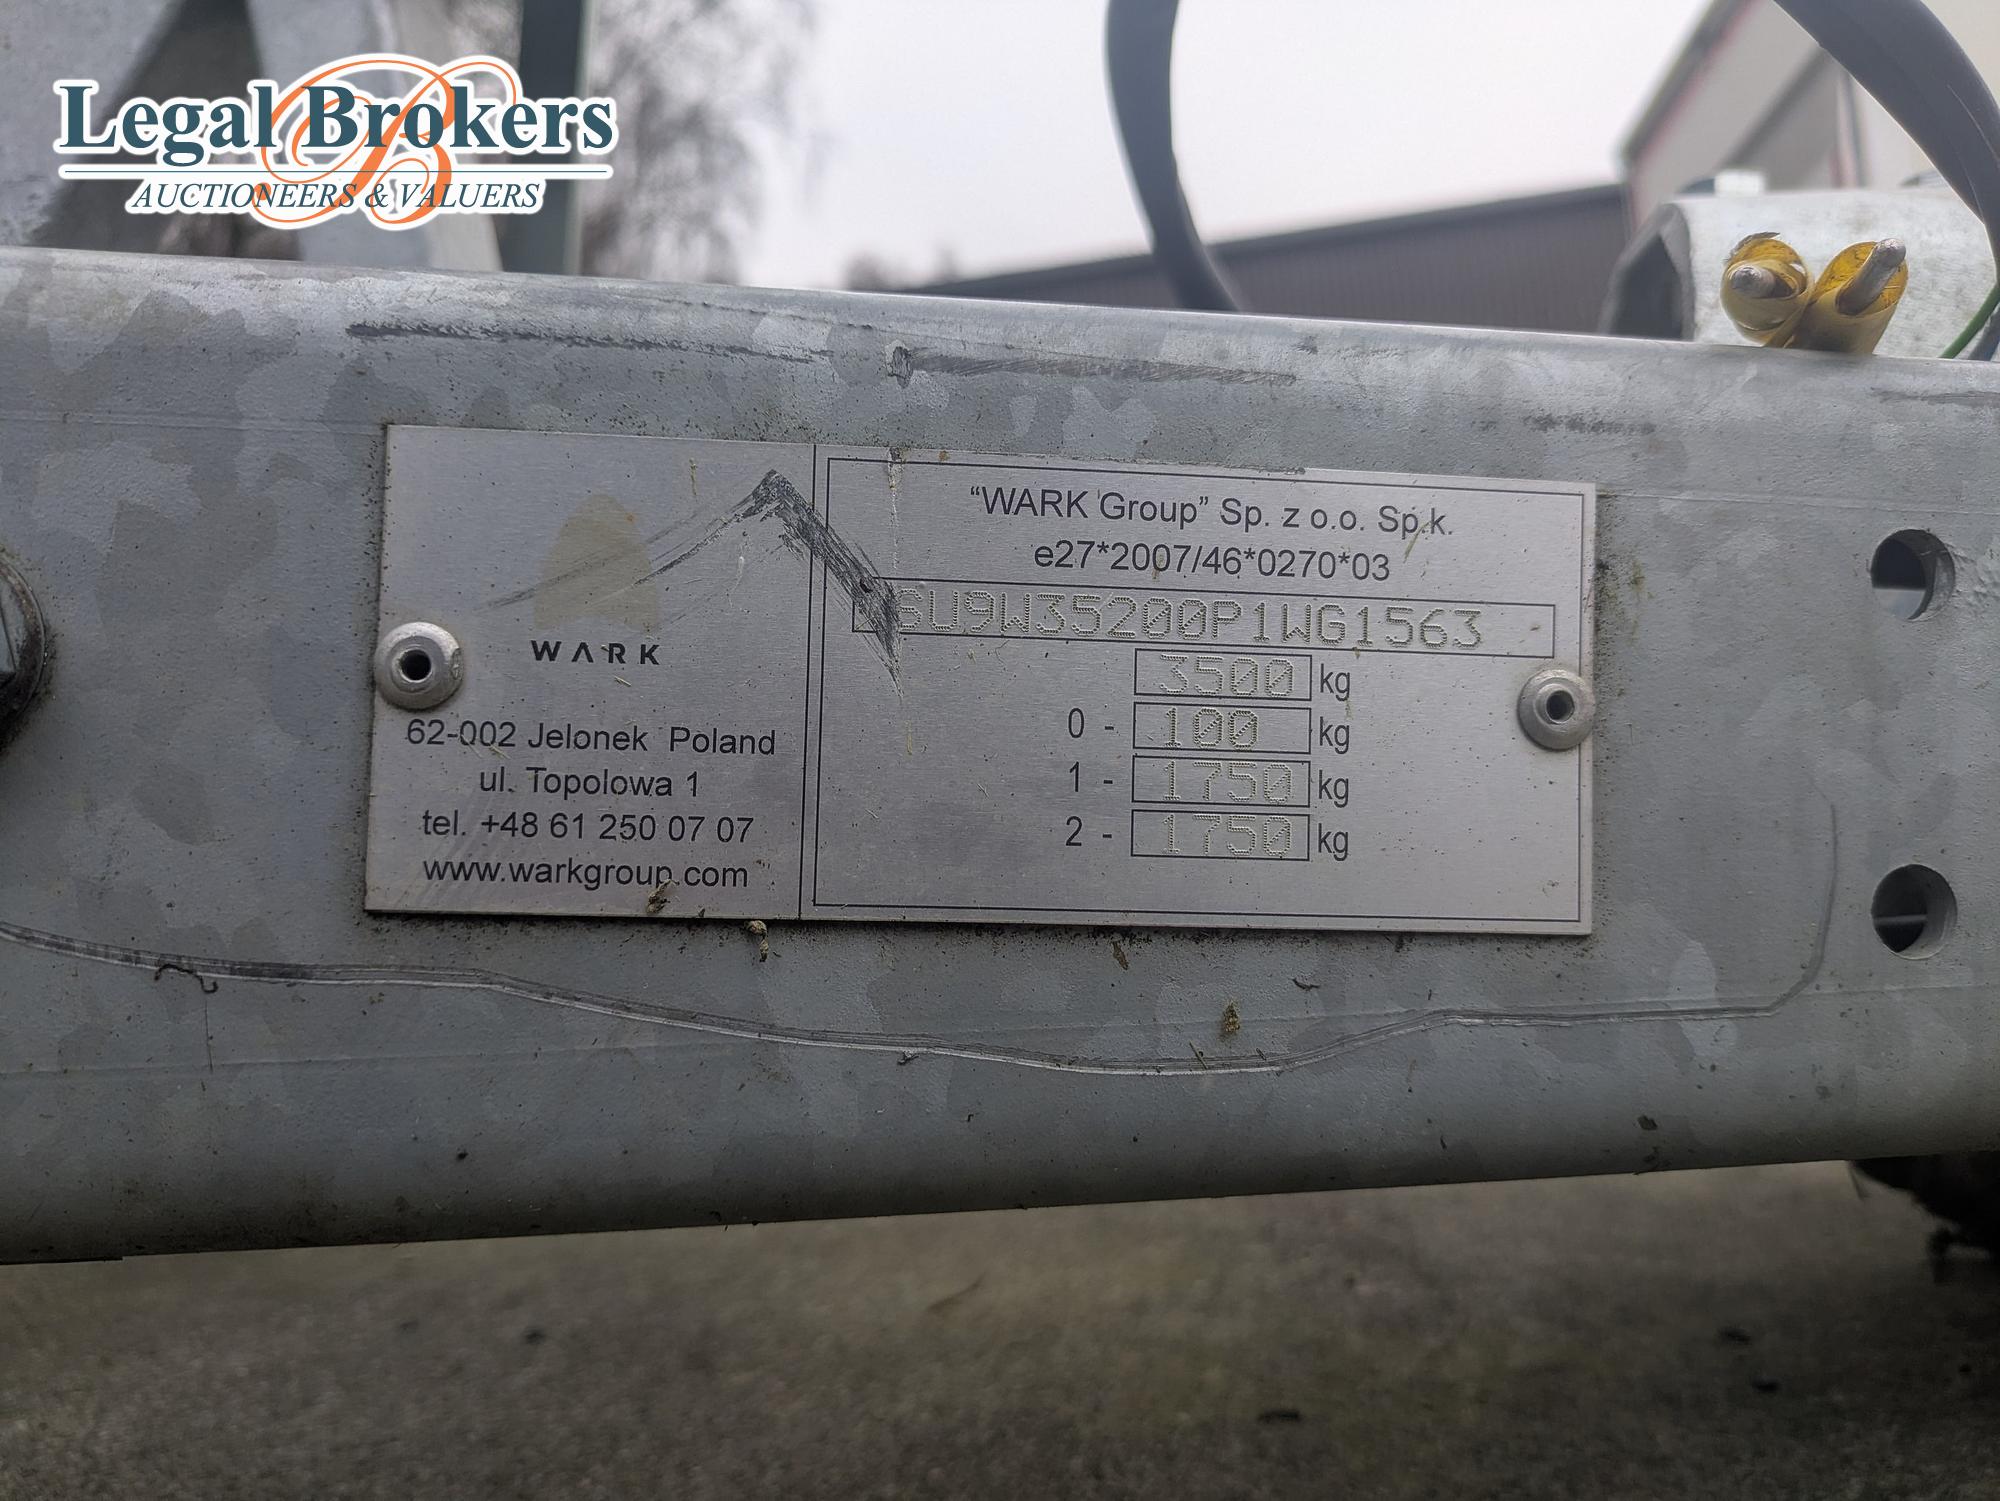 Legal Brokers
AUCTIONEERS & VALUERS
WARK
62-002 Jelonek Poland
ul. Topolowa 1
tel. +48 61 250 07 07
www.warkgroup.com
“WARK Group” Sp. z o.o. Sp.k.
e27*2007/46*0270*03
SU9W35200P1WG1563
3500 kg
0 - 100 kg
1 - 1750 kg
2 - 1750 kg